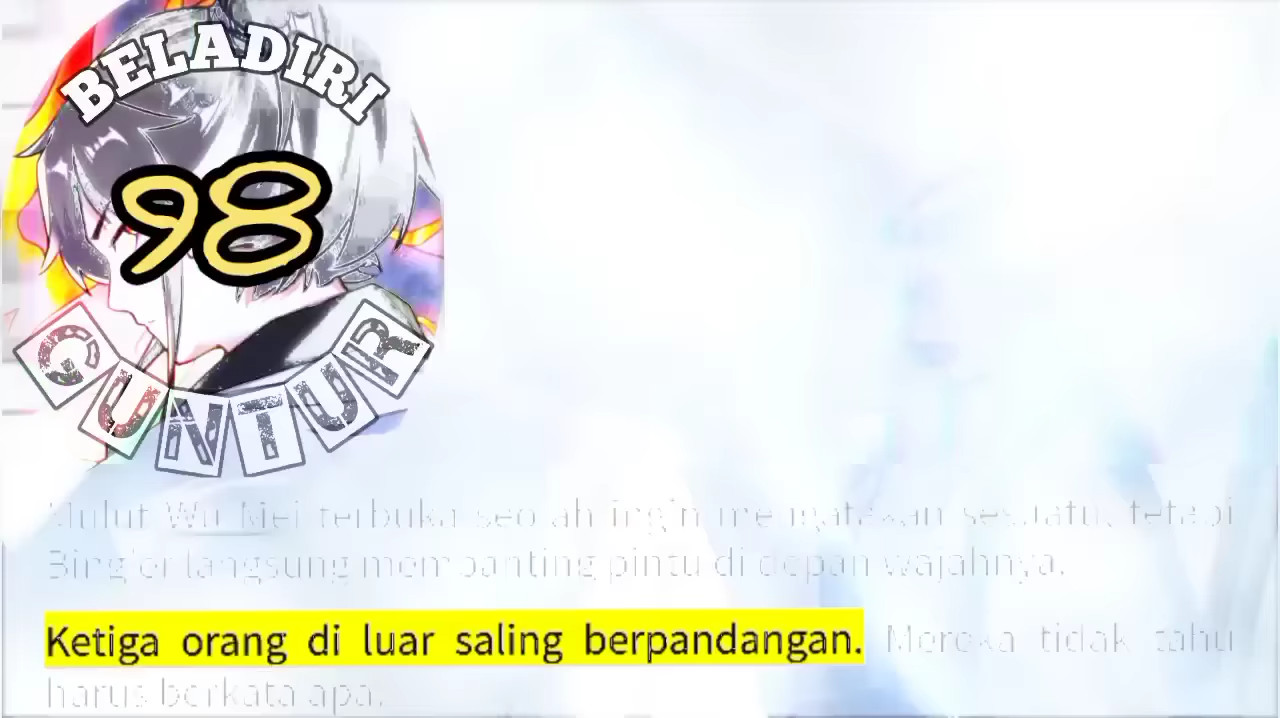 BELADIRI
98
GUNTUR
Mulut Wu Mei terbuka seolah ingin mengatakan sesuatu, tetapi
Bing'er langsung membanting pintu di depan wajahnya.
Ketiga orang di luar saling berpandangan. Mereka tidak tahu
harus berkata apa.